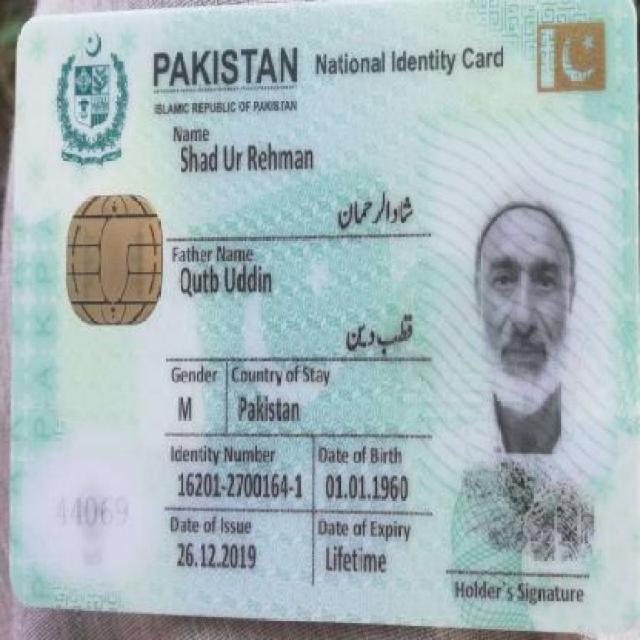 PAKISTAN National Identity Card
ISLAMIC REPUBLIC OF PAKISTAN
Name
Shad Ur Rehman
شاد الرحمان
Father Name
Qutb Uddin
قطب دین
Gender Country of Stay
M Pakistan
Identity Number Date of Birth
16201-2700164-1 01.01.1960
44069
Date of Issue Date of Expiry
26.12.2019 Lifetime
Holder's Signature